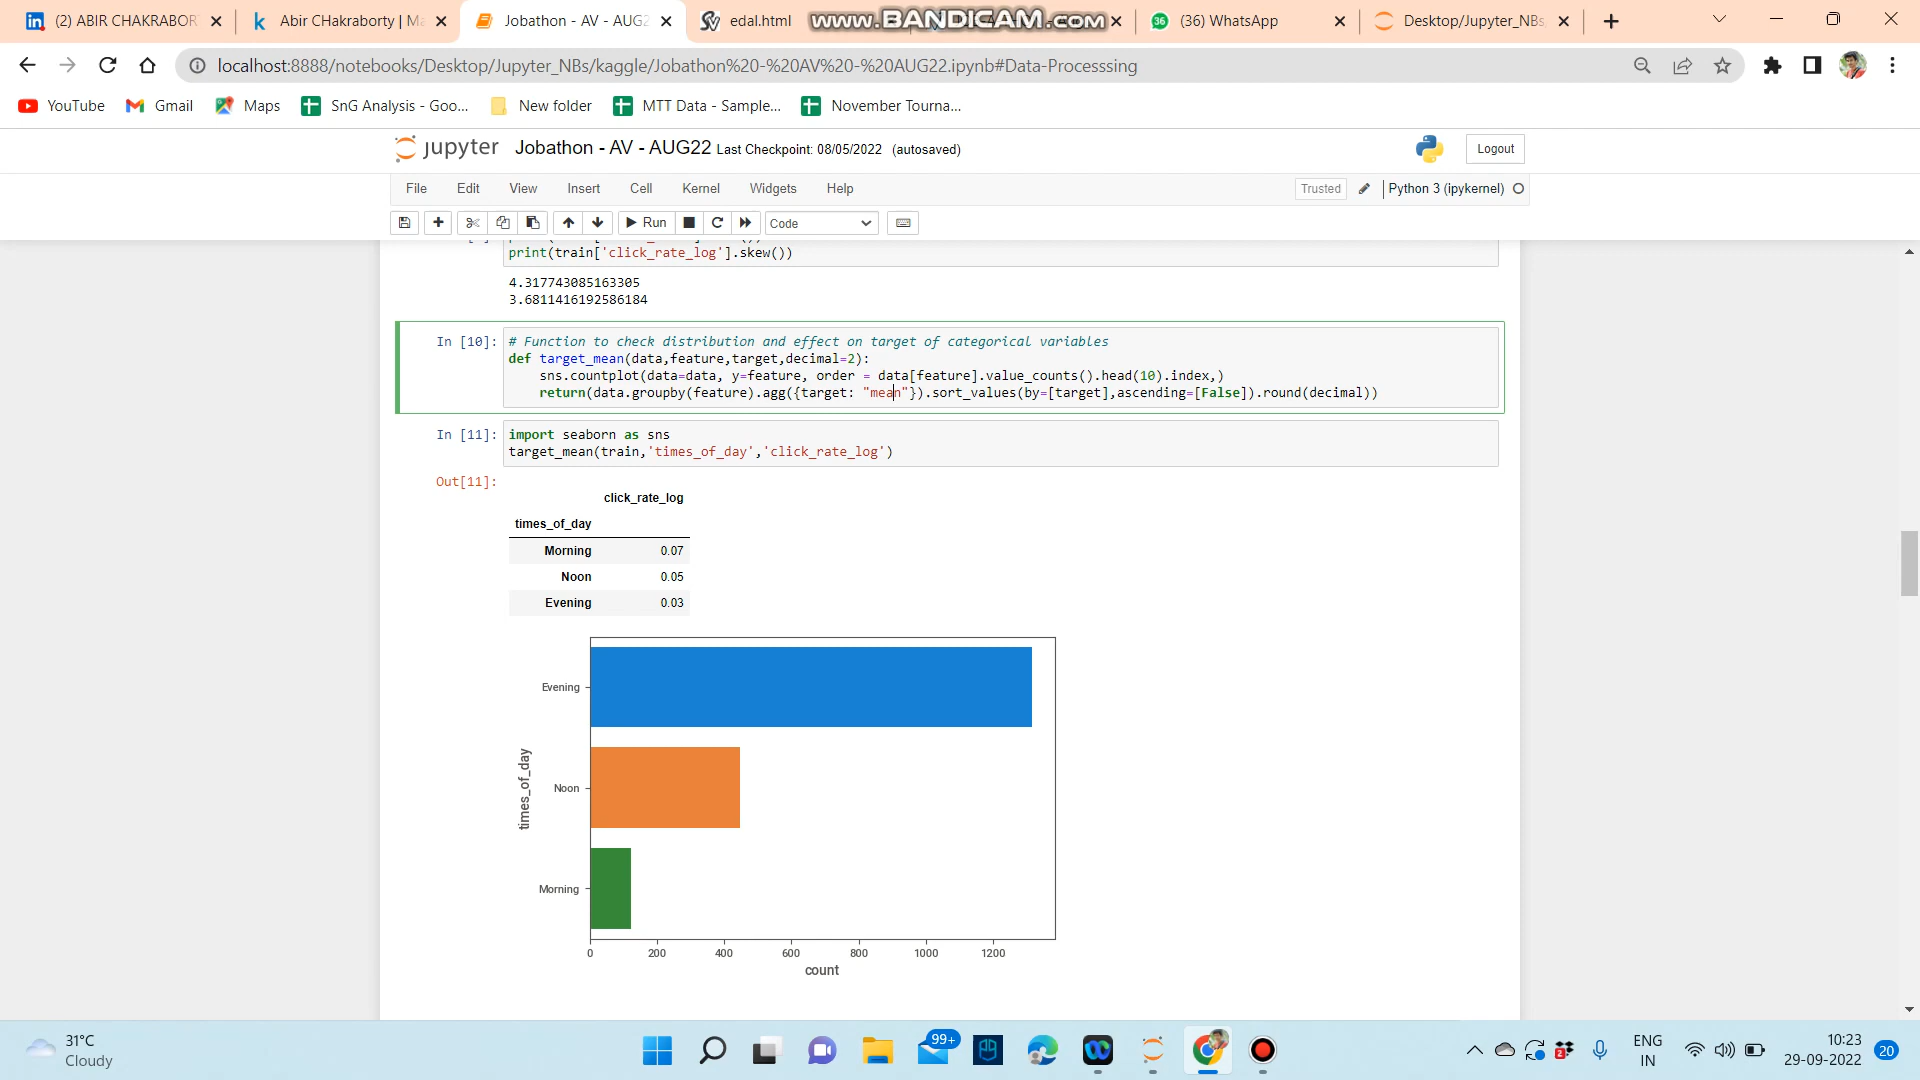 (2) ABIR CHAKRABOR
Abir CHakraborty | Ma
Jobathon - AV - AUG2
edal.html
www.BANDICAM.com
36
(36) WhatsApp
Desktop/Jupyter_NBs
localhost:8888/notebooks/Desktop/Jupyter_NBs/kaggle/Jobathon%20-%20AV%20-%20AUG22.ipynb#Data-Processsing
YouTube
Gmail
Maps
SnG Analysis - Goo...
New folder
MTT Data - Sample...
November Tourna...
jupyter
Jobathon - AV - AUG22 Last Checkpoint: 08/05/2022 (autosaved)
Logout
File
Edit
View
Insert
Cell
Kernel
Widgets
Help
Trusted
Python 3 (ipykernel)
Run
Code
print(train['click_rate_log'].skew())
4.317743085163305
3.6811416192586184
In [10]:
# Function to check distribution and effect on target of categorical variables
def target_mean(data,feature,target,decimal=2):
sns.countplot(data=data, y=feature, order = data[feature].value_counts().head(10).index,)
return(data.groupby(feature).agg({target: "mean"}).sort_values(by=[target],ascending=[False]).round(decimal))
In [11]:
import seaborn as sns
target_mean(train,'times_of_day','click_rate_log')
Out[11]:
click_rate_log
times_of_day
Morning 0.07
Noon 0.05
Evening 0.03
Evening
Noon
Morning
times_of_day
0 200 400 600 800 1000 1200
count
31°C
Cloudy
99+
2
ENG
IN
10:23
29-09-2022
20